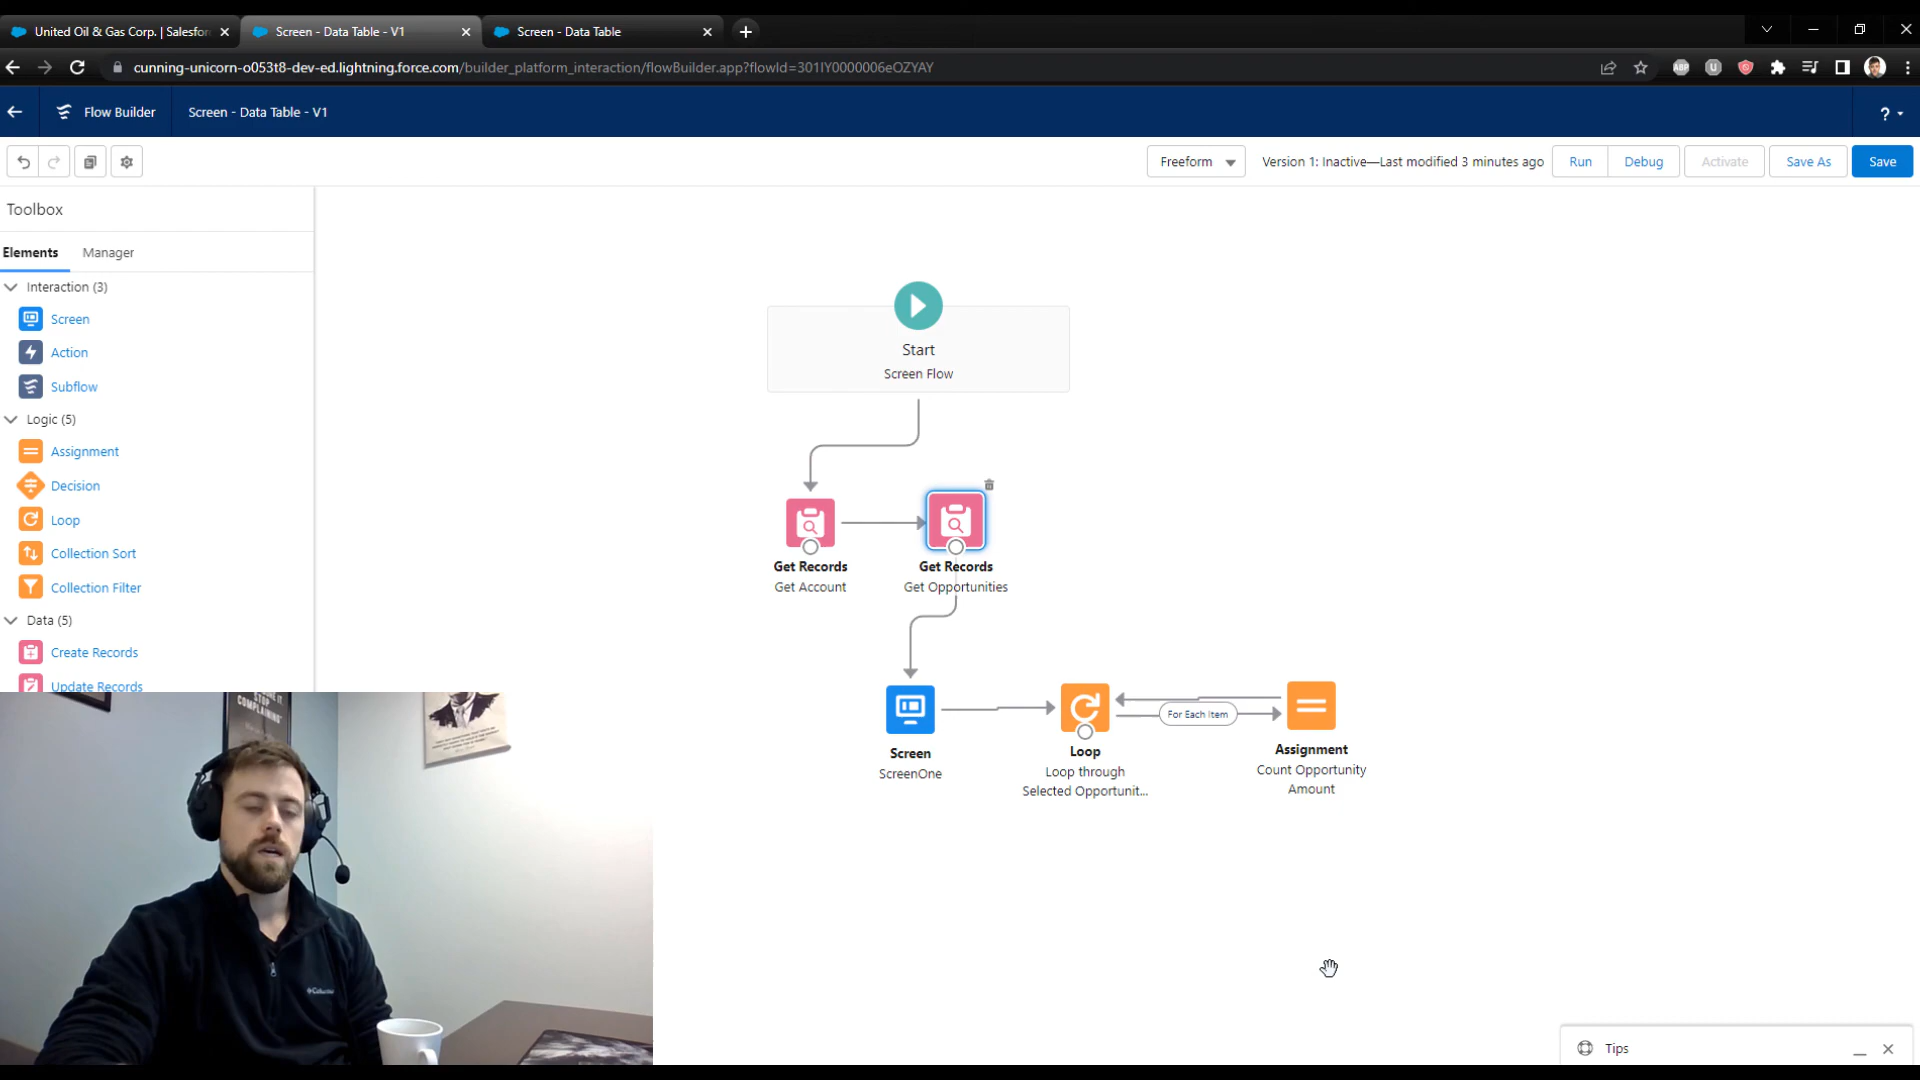 United Oil & Gas Corp. | Salesfor
Screen - Data Table - V1
Screen - Data Table
cunning-unicorn-o053t8-dev-ed.lightning.force.com/builder_platform_interaction/flowBuilder.app?flowId=301IY0000006eOZYAY
ABP
U
Flow Builder
Screen - Data Table - V1
?
Freeform
Version 1: Inactive—Last modified 3 minutes ago
Run
Debug
Activate
Save As
Save
Toolbox
Elements
Manager
Interaction (3)
Screen
Action
Subflow
Logic (5)
Assignment
Decision
Loop
Collection Sort
Collection Filter
Data (5)
Create Records
Update Records
Start
Screen Flow
Get Records
Get Account
Get Records
Get Opportunities
Screen
ScreenOne
Loop
Loop through
Selected Opportunit...
For Each Item
Assignment
Count Opportunity
Amount
STOP
COMPLAINING"
Columbia
Tips